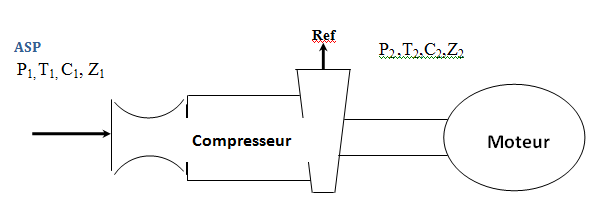 ASP
P1, T1, C1, Z1
Ref
P2, T2, C2, Z2
Compresseur
Moteur